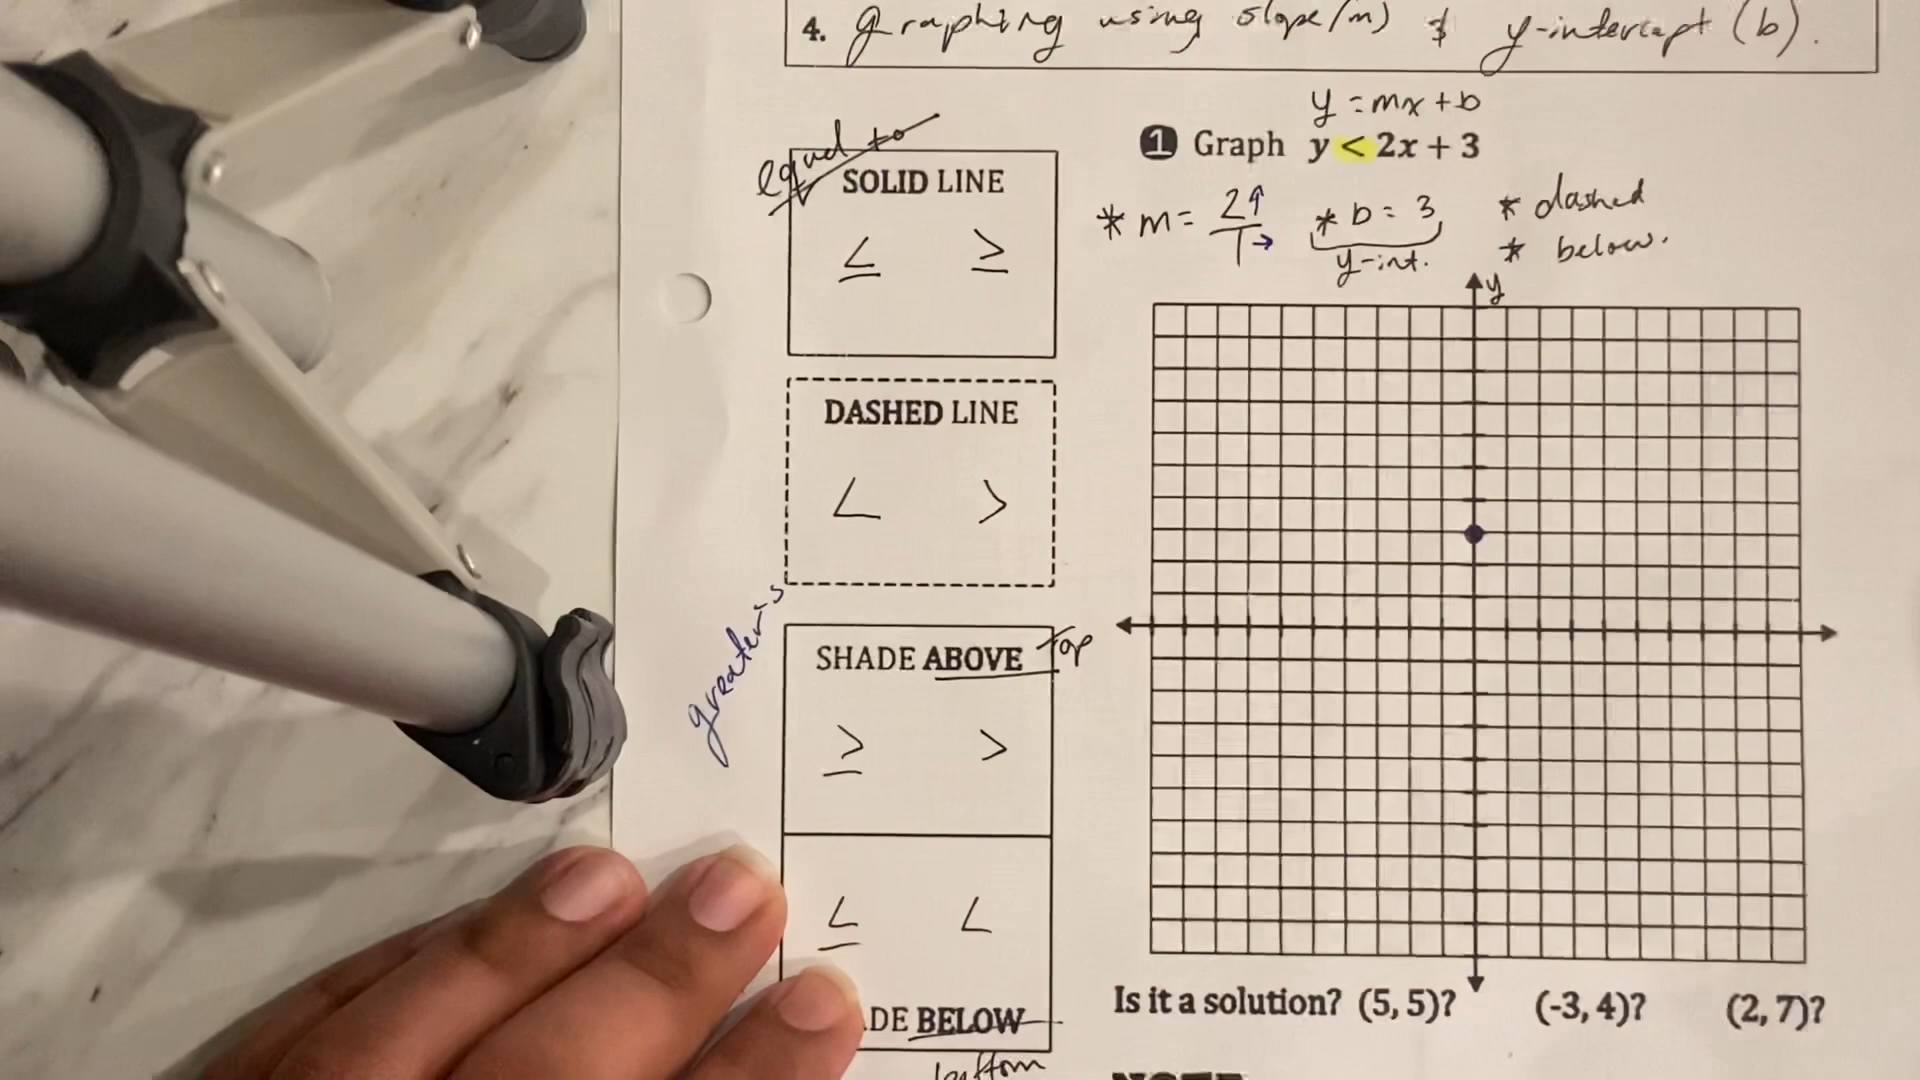 4. graphing using slope (m) & y-intercept (b).
equal to
SOLID LINE
≤ ≥
DASHED LINE
< >
greater is
SHADE ABOVE Top
≥ >
≤ <
DE BELOW
bottom
y = mx + b
1 Graph y < 2x + 3
* m = 2↑/1→ * b = 3 * dashed
y-int. * below.
y
Is it a solution? (5, 5)? (-3, 4)? (2, 7)?
NOTE